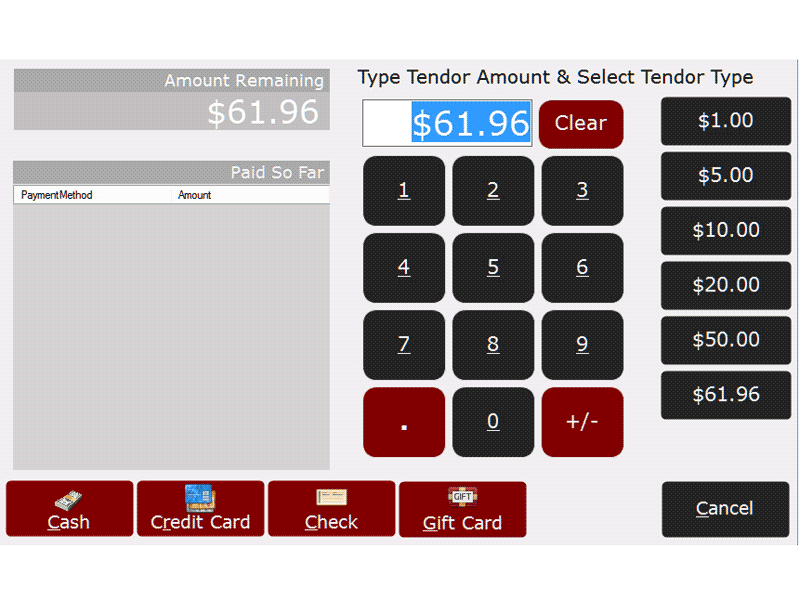 Amount Remaining
$61.96
Paid So Far
PaymentMethod Amount
Type Tendor Amount & Select Tendor Type
$61.96 Clear
1 2 3
4 5 6
7 8 9
. 0 +/-
$1.00
$5.00
$10.00
$20.00
$50.00
$61.96
Cash
Credit Card
Check
GIFT
Gift Card
Cancel